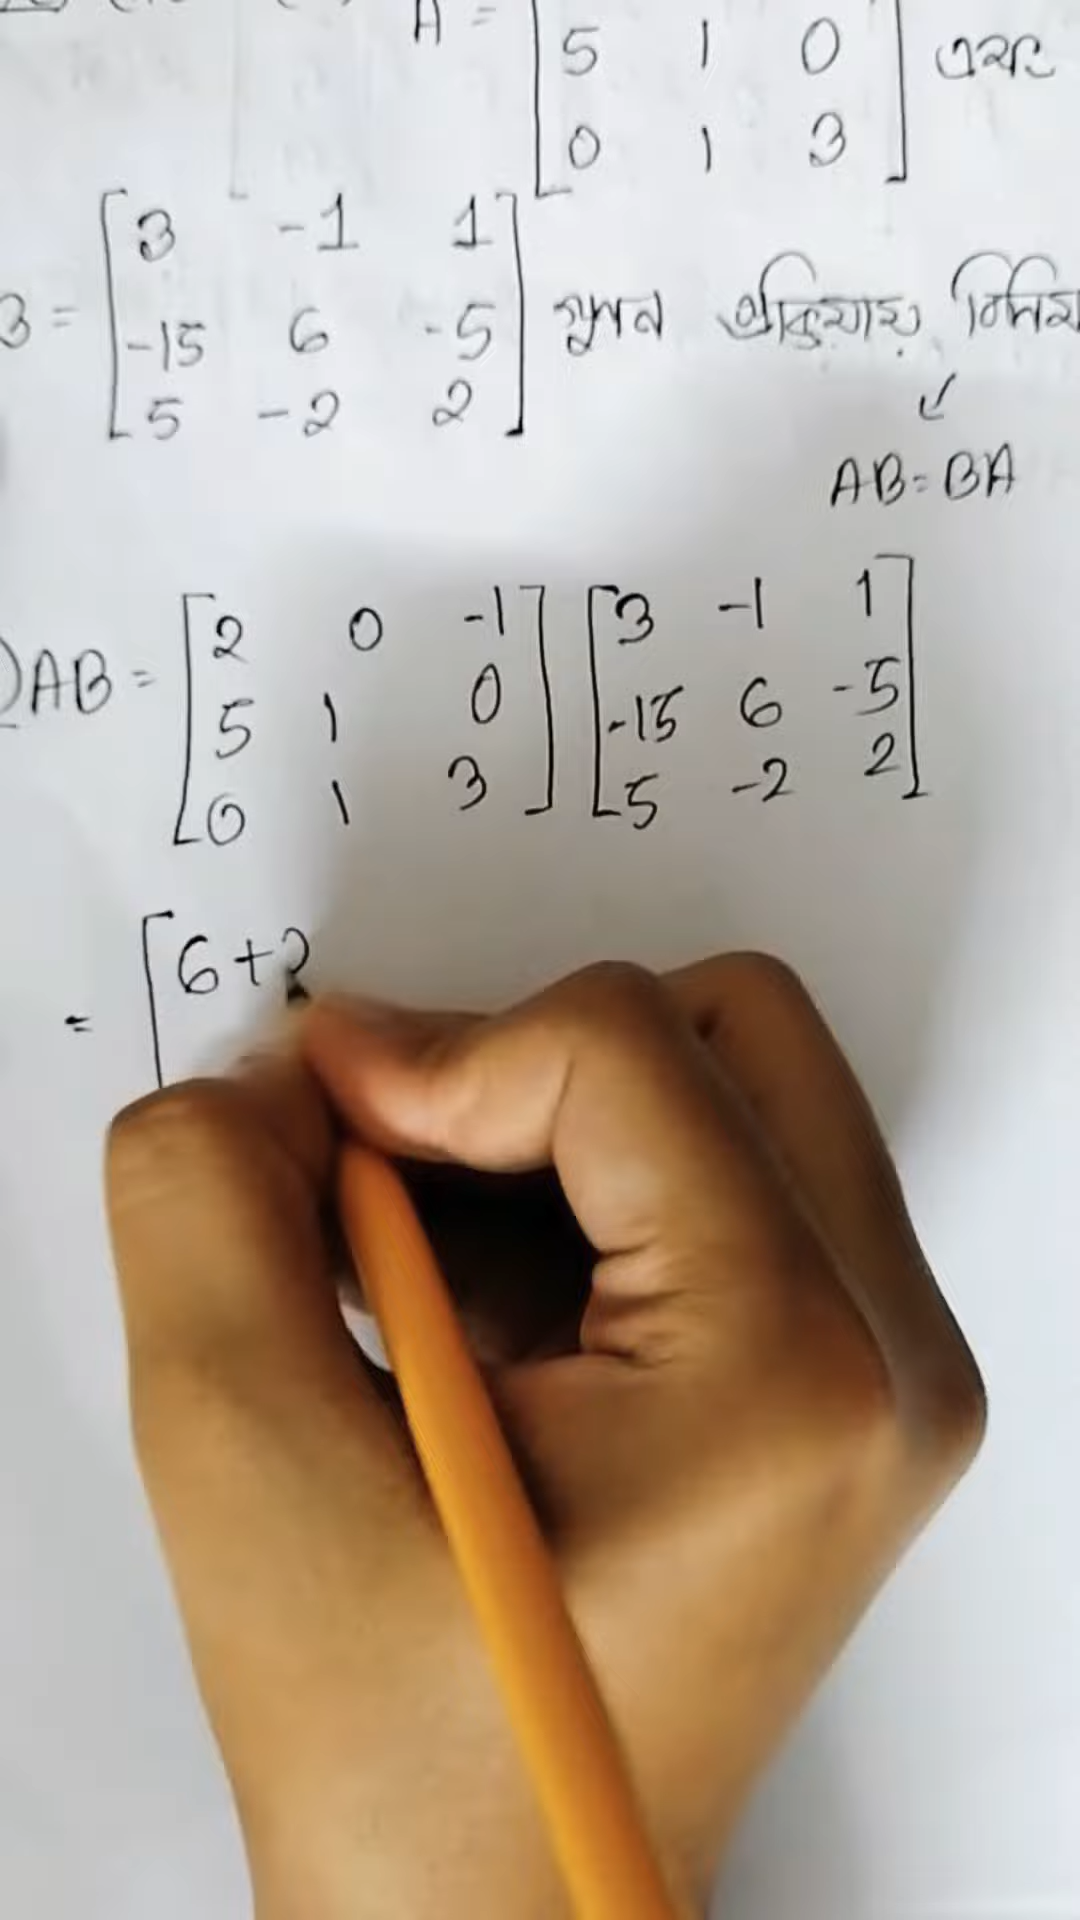 A = [ 5 1 0 এবং
0 1 3 ]
[ 3 -1 1
= -15 6 -5 গুণন প্রক্রিয়ায়
5 -2 2 ]
↙
AB=BA
[ 2 0 -1 ] [ 3 -1 1 ]
) AB = 5 1 0 -15 6 -5
0 1 3 5 -2 2
= [ 6+